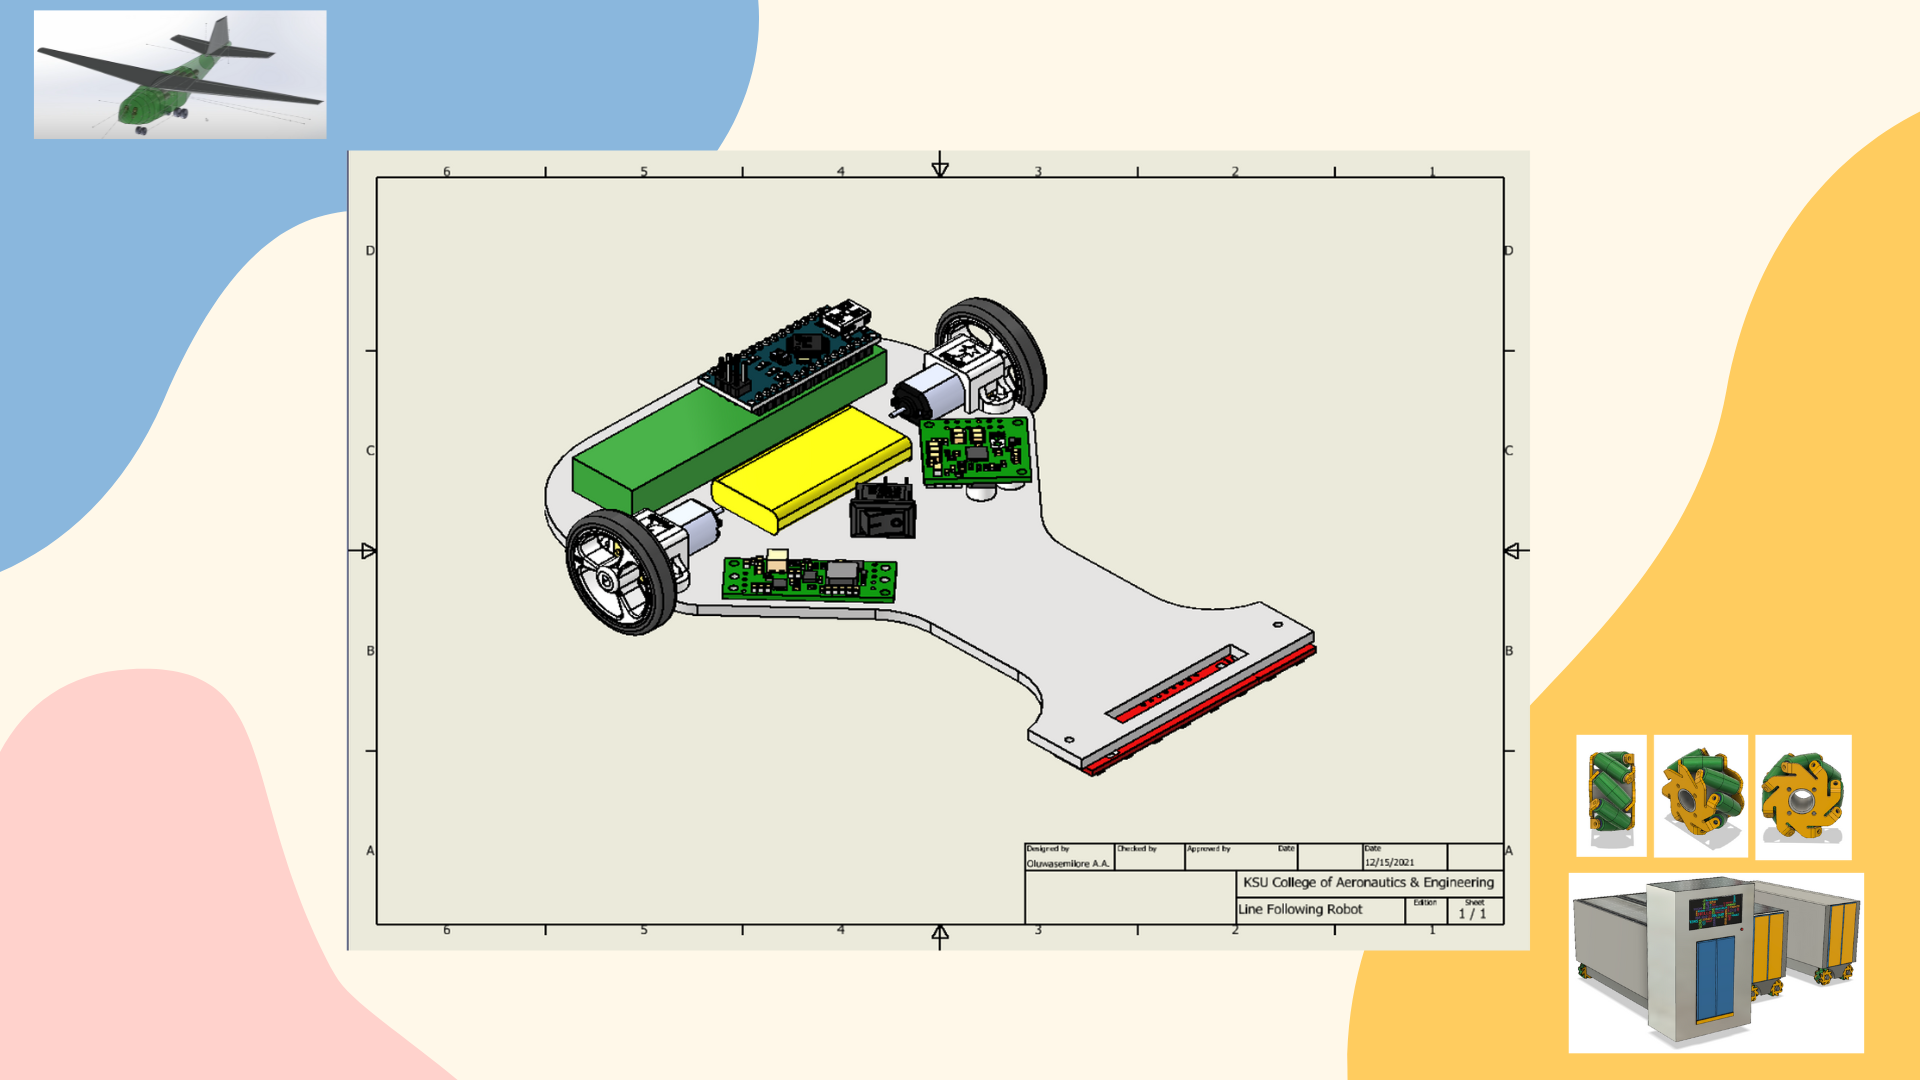 6 5 4 3 2 1
D D
C C
B B
A A
Designed by Checked by Approved by Date Date
Oluwasemilore A.A. 12/15/2021
KSU College of Aeronautics & Engineering
Line Following Robot Edition Sheet
1 / 1
6 5 4 3 2 1